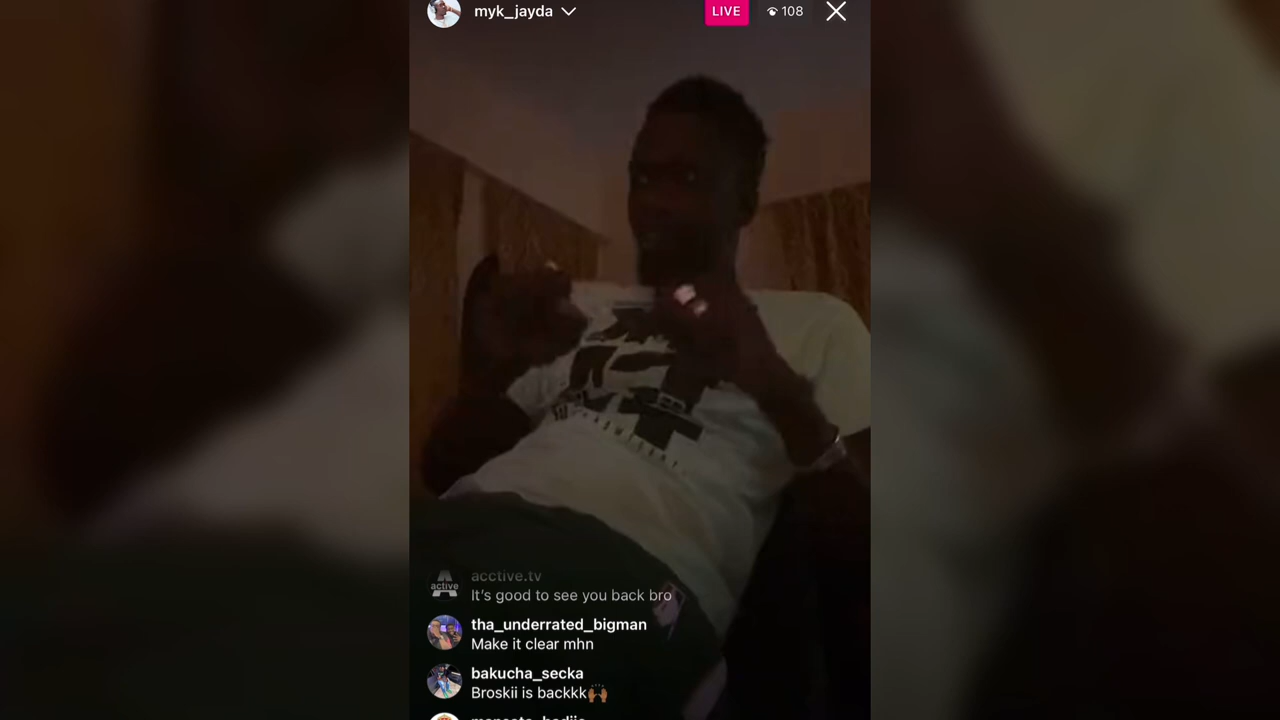 myk_jayda
LIVE
108
active
acctive.tv
It's good to see you back bro
tha_underrated_bigman
Make it clear mhn
bakucha_secka
Broskii is backkk🙌🏾